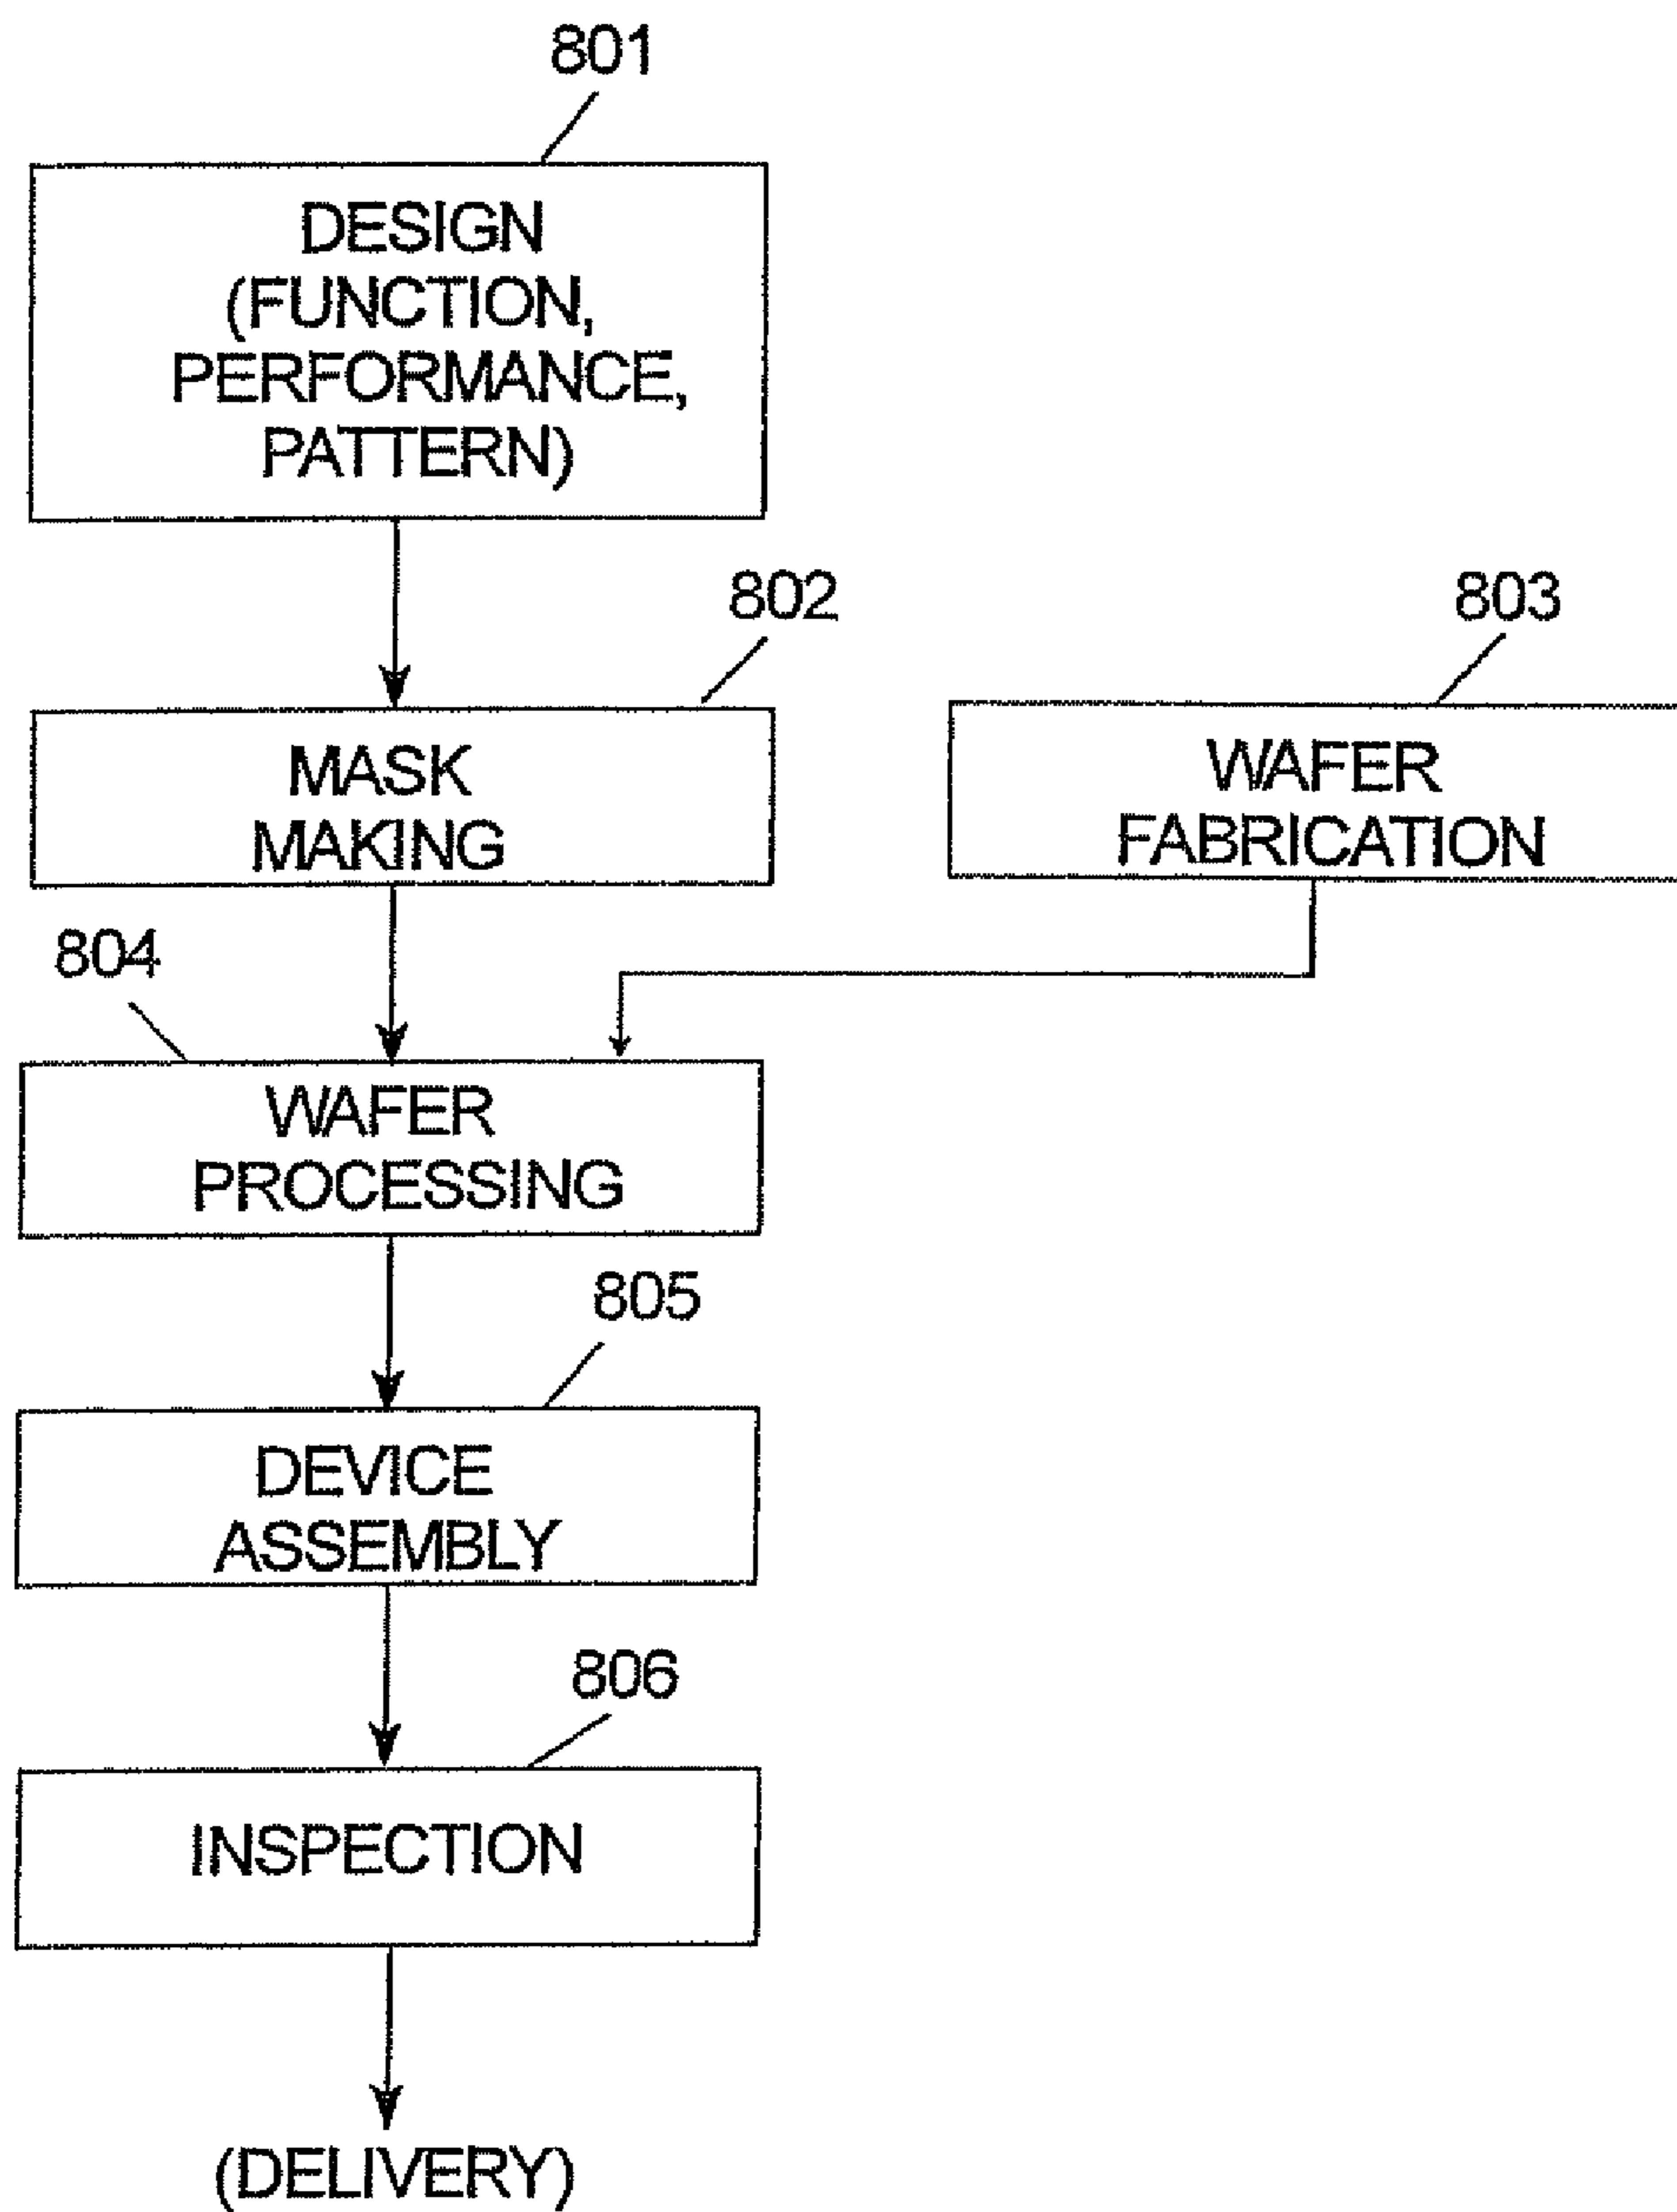 801
DESIGN
(FUNCTION,
PERFORMANCE,
PATTERN)
802
MASK
MAKING
803
WAFER
FABRICATION
804
WAFER
PROCESSING
805
DEVICE
ASSEMBLY
806
INSPECTION
(DELIVERY)